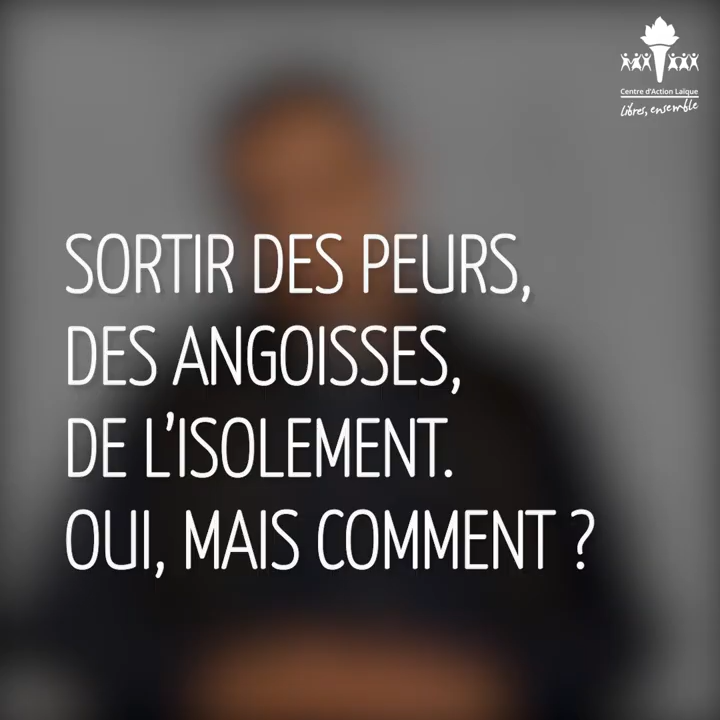 Centre d'Action Laïque
Libres, ensemble
SORTIR DES PEURS,
DES ANGOISSES,
DE L'ISOLEMENT.
OUI, MAIS COMMENT ?